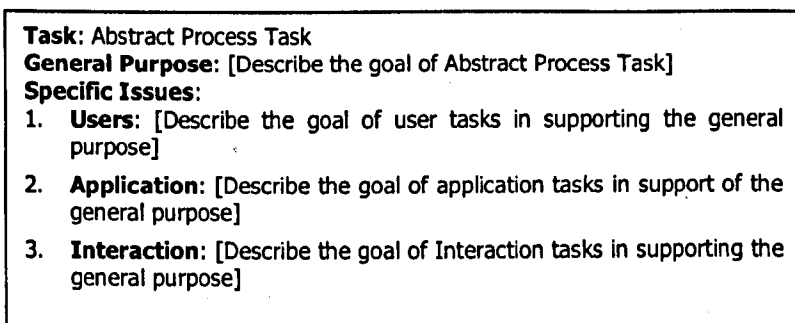 Task: Abstract Process Task
General Purpose: [Describe the goal of Abstract Process Task]
Specific Issues:
1. Users: [Describe the goal of user tasks in supporting the general
purpose]
2. Application: [Describe the goal of application tasks in support of the
general purpose]
3. Interaction: [Describe the goal of Interaction tasks in supporting the
general purpose]